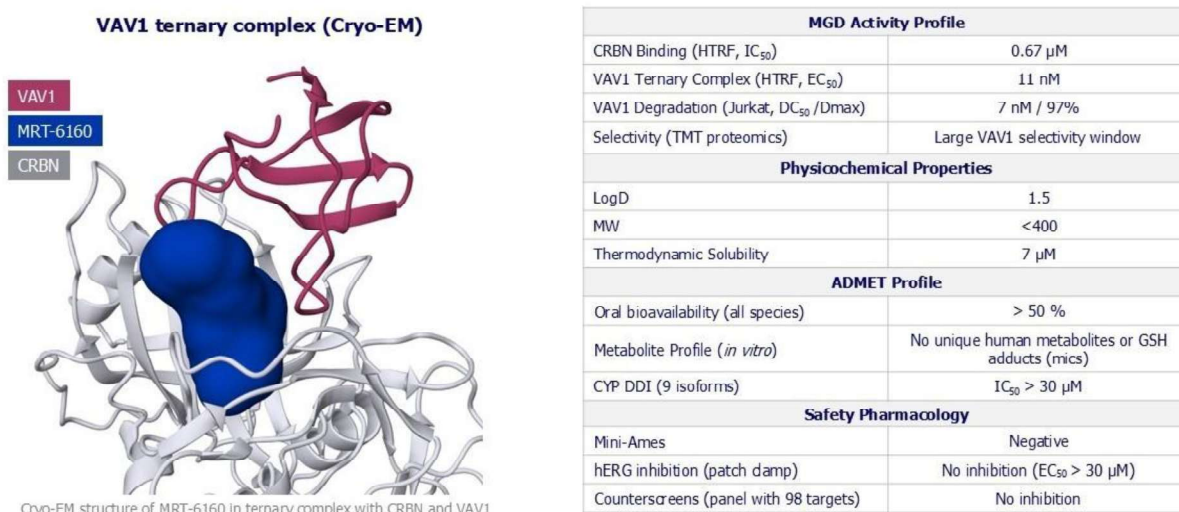 VAV1 ternary complex (Cryo-EM)
VAV1
MRT-6160
CRBN
Cryo-EM structure of MRT-6160 in ternary complex with CRBN and VAV1
MGD Activity Profile
CRBN Binding (HTRF, IC₅₀) 0.67 µM
VAV1 Ternary Complex (HTRF, EC₅₀) 11 nM
VAV1 Degradation (Jurkat, DC₅₀ /Dmax) 7 nM / 97%
Selectivity (TMT proteomics) Large VAV1 selectivity window
Physicochemical Properties
LogD 1.5
MW <400
Thermodynamic Solubility 7 µM
ADMET Profile
Oral bioavailability (all species) > 50 %
Metabolite Profile (in vitro) No unique human metabolites or GSH
adducts (mics)
CYP DDI (9 isoforms) IC₅₀ > 30 µM
Safety Pharmacology
Mini-Ames Negative
hERG inhibition (patch clamp) No inhibition (EC₅₀ > 30 µM)
Counterscreens (panel with 98 targets) No inhibition